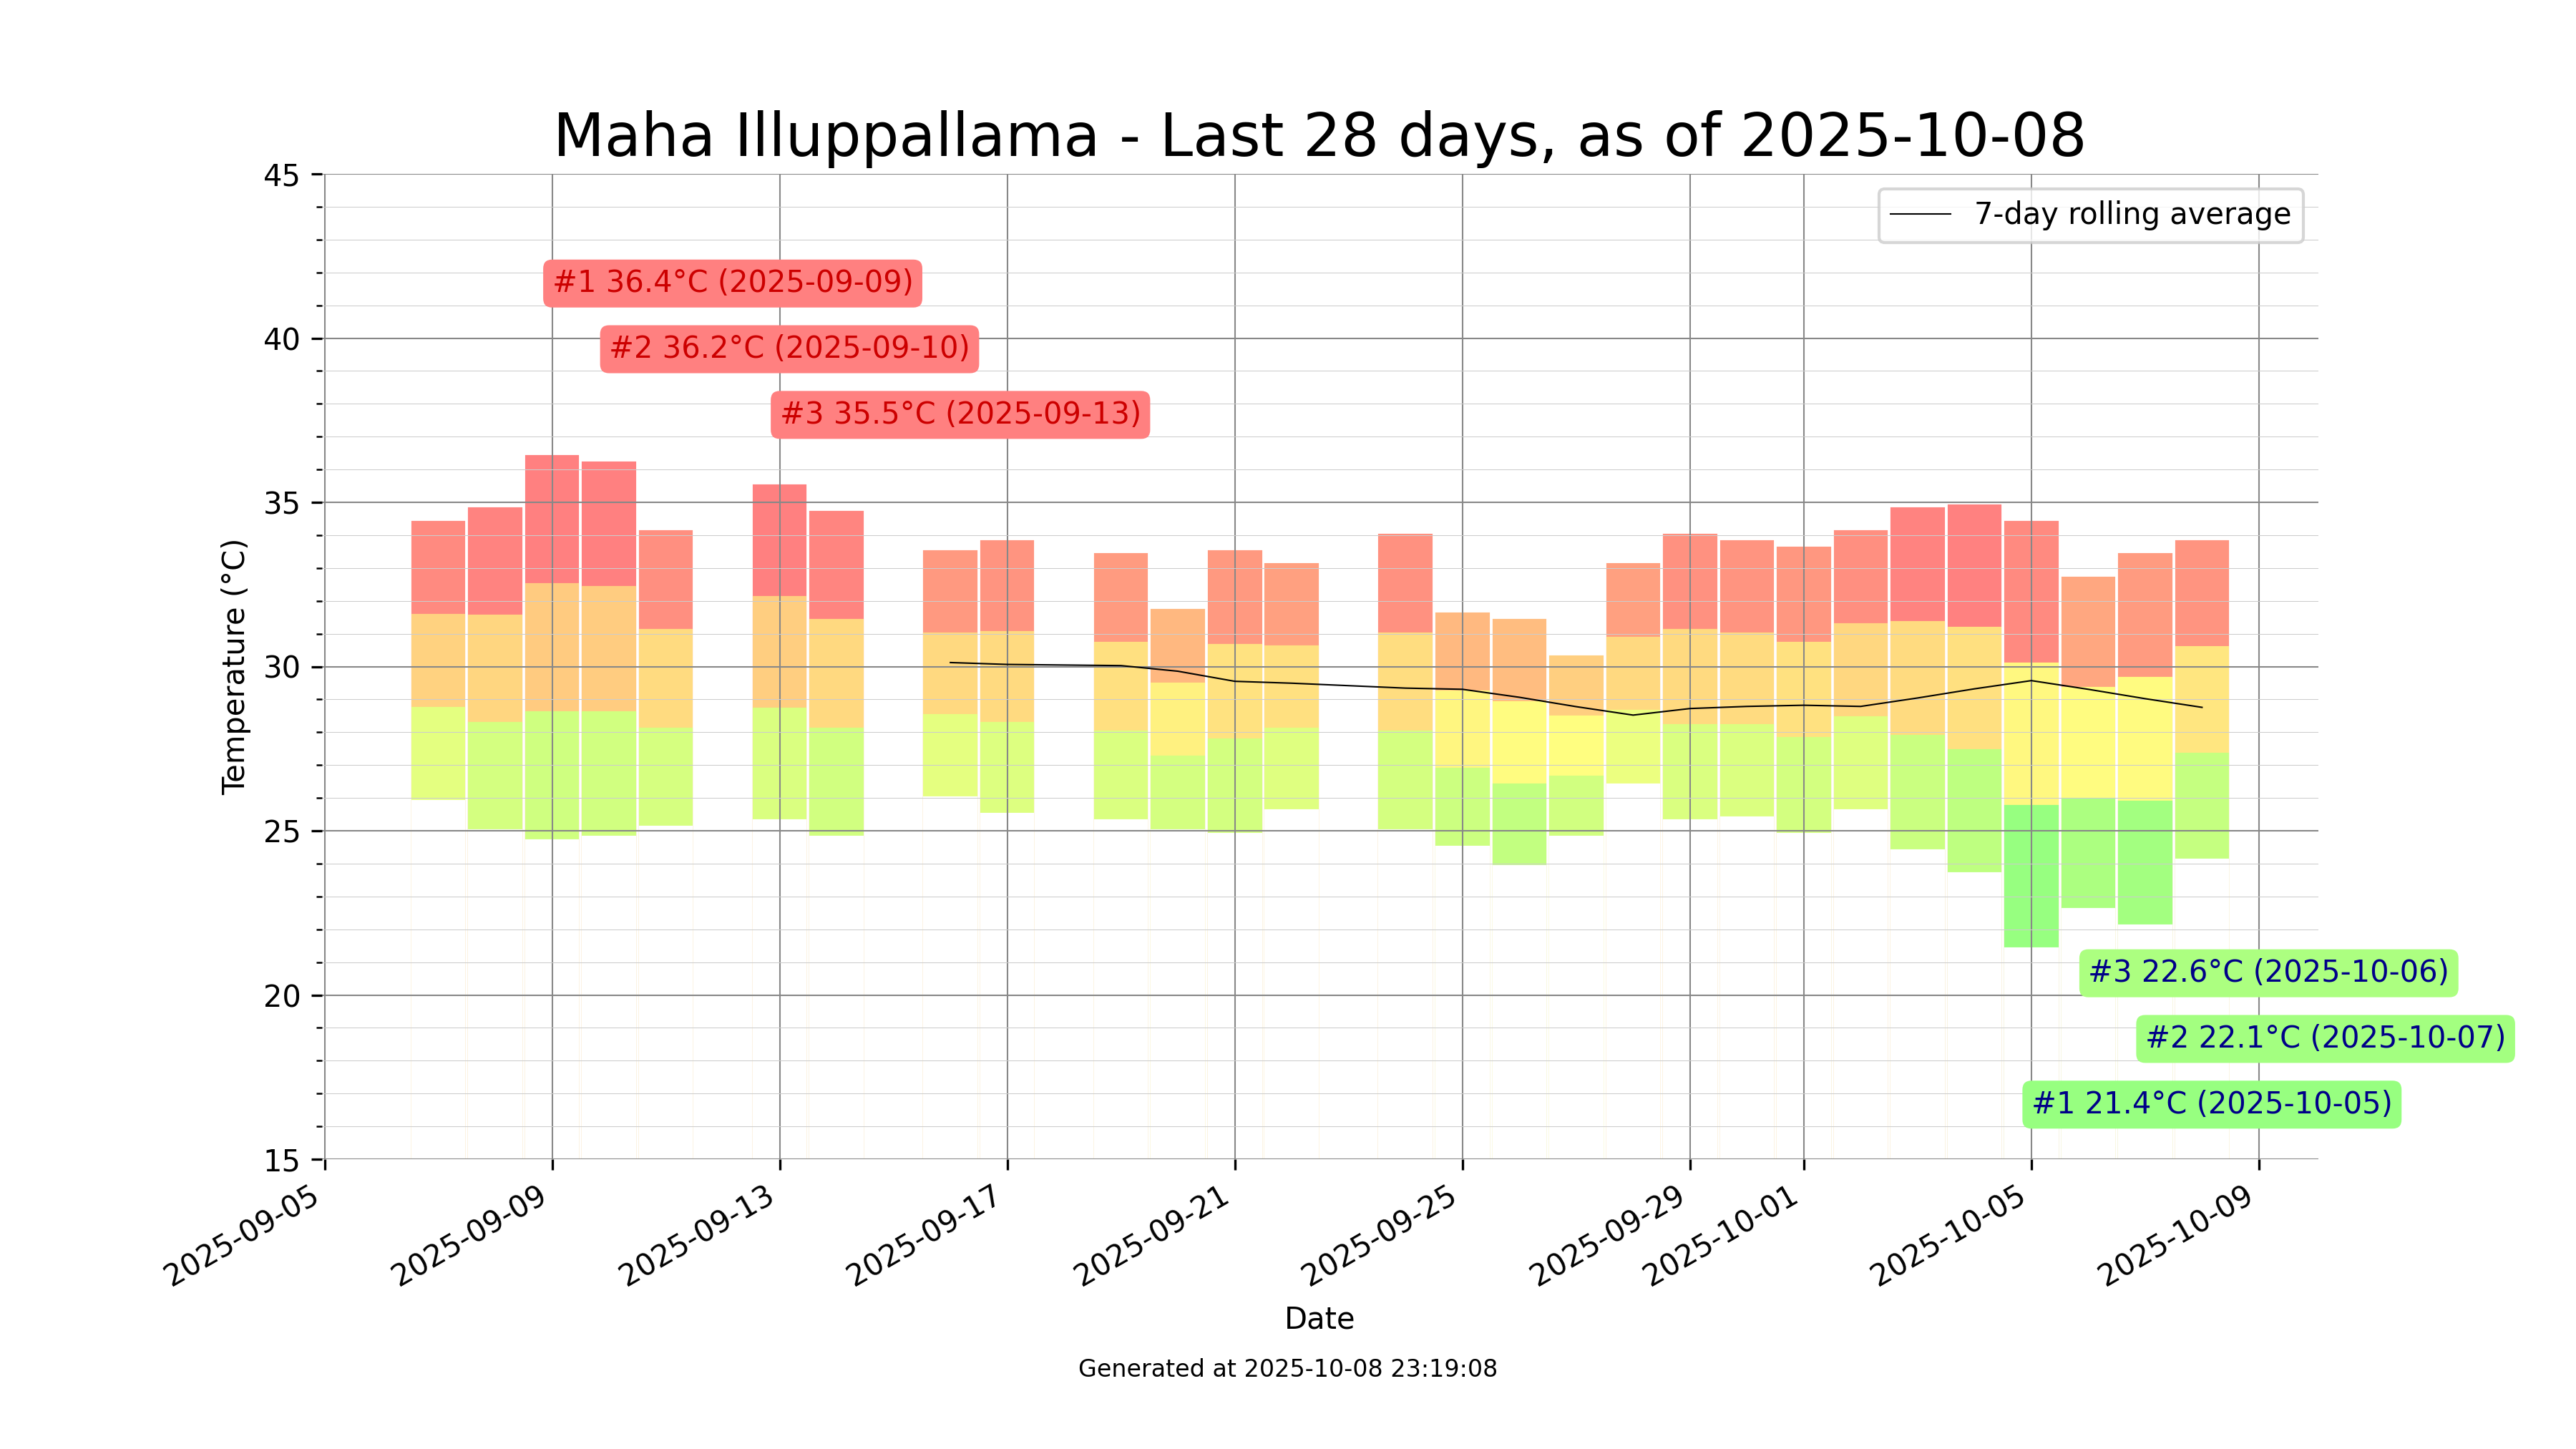 Maha Illuppallama - Last 28 days, as of 2025-10-08
45
7-day rolling average
#1 36.4°C (2025-09-09)
40
#2 36.2°C (2025-09-10)
#3 35.5°C (2025-09-13)
35
Temperature (°C)
30
25
#3 22.6°C (2025-10-06)
20
#2 22.1°C (2025-10-07)
#1 21.4°C (2025-10-05)
15
2025-09-05
2025-09-09
2025-09-13
2025-09-17
2025-09-21
2025-09-25
2025-09-29
2025-10-01
2025-10-05
2025-10-09
Date
Generated at 2025-10-08 23:19:08